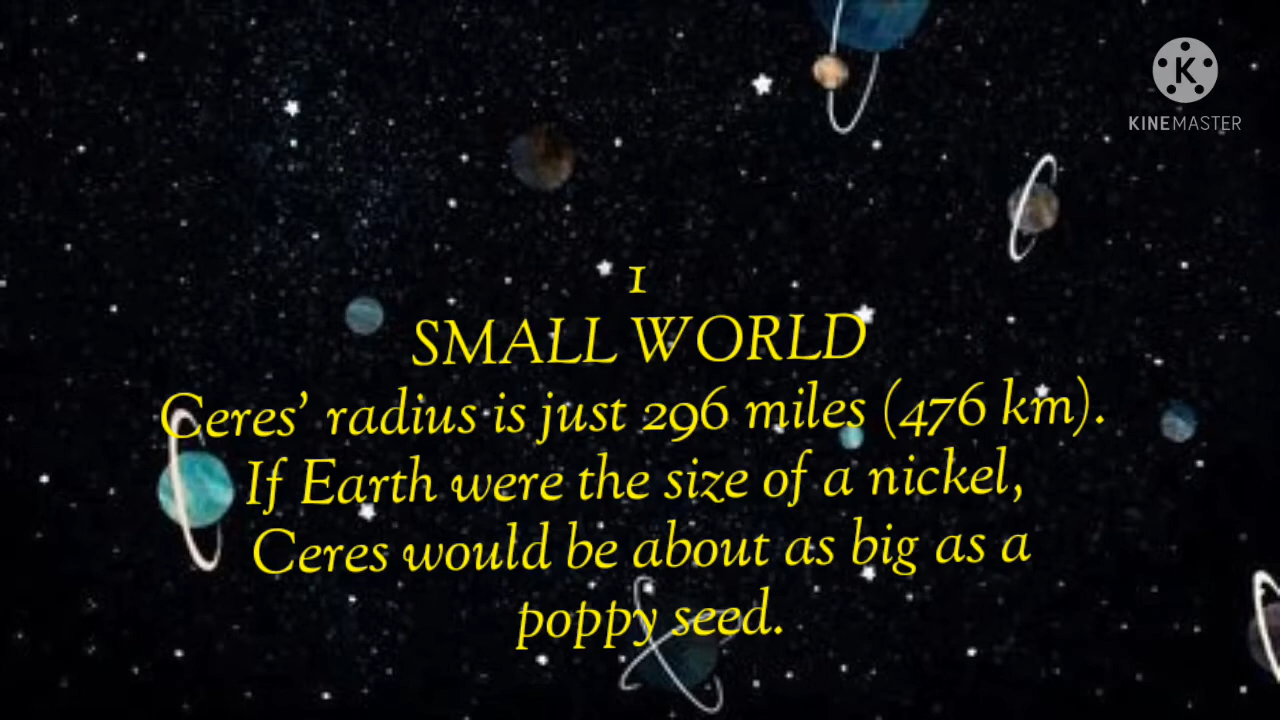 K
KINEMASTER
1
SMALL WORLD
Ceres’ radius is just 296 miles (476 km).
If Earth were the size of a nickel,
Ceres would be about as big as a
poppy seed.